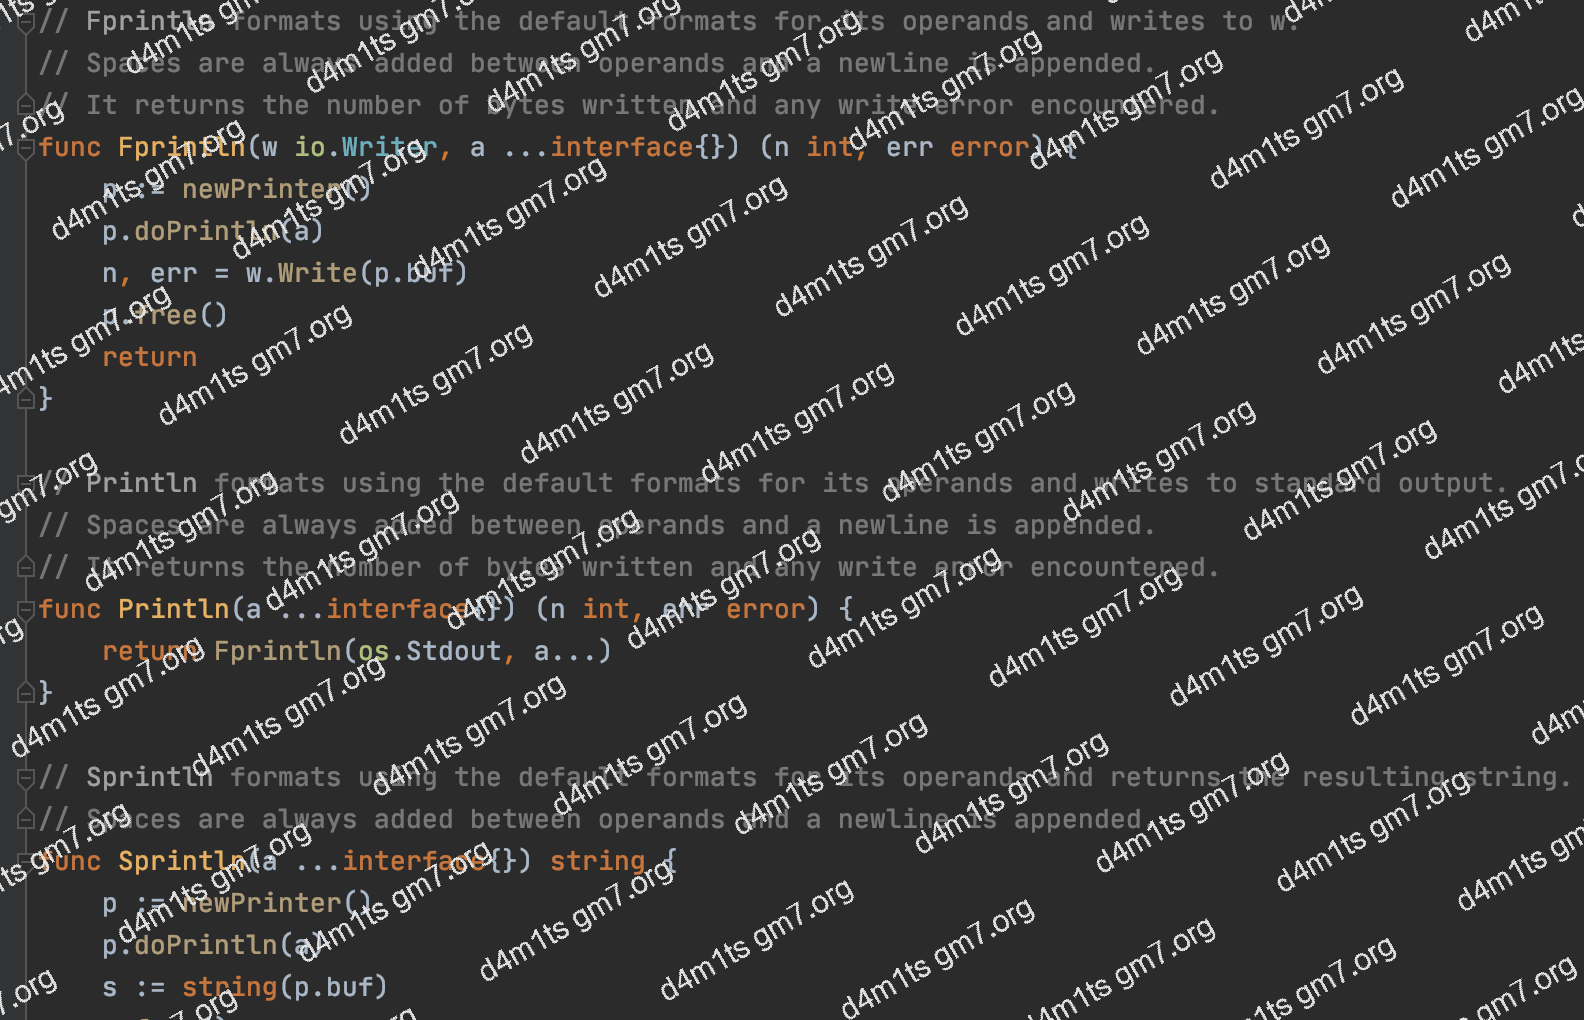 // Fprintln formats using the default formats for its operands and writes to w.
// Spaces are always added between operands and a newline is appended.
// It returns the number of bytes written and any write error encountered.
func Fprintln(w io.Writer, a ...interface{}) (n int, err error) {
    p := newPrinter()
    p.doPrintln(a)
    n, err = w.Write(p.buf)
    p.free()
    return
}

// Println formats using the default formats for its operands and writes to standard output.
// Spaces are always added between operands and a newline is appended.
// It returns the number of bytes written and any write error encountered.
func Println(a ...interface{}) (n int, err error) {
    return Fprintln(os.Stdout, a...)
}

// Sprintln formats using the default formats for its operands and returns the resulting string.
// Spaces are always added between operands and a newline is appended.
func Sprintln(a ...interface{}) string {
    p := newPrinter()
    p.doPrintln(a)
    s := string(p.buf)
d4m1ts gm7.org